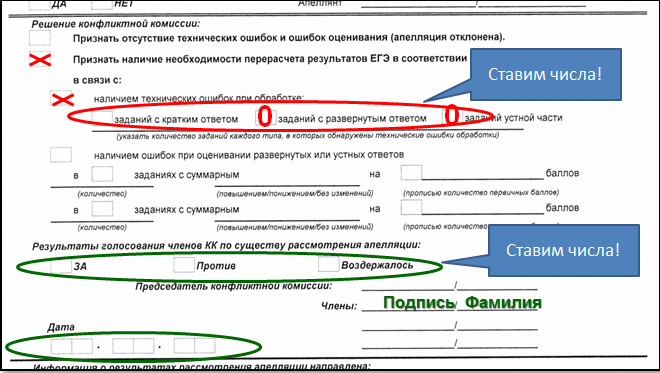 ДА НЕТ Апеллянт /
Решение конфликтной комиссии:
Признать отсутствие технических ошибок и ошибок оценивания (апелляция отклонена).
Признать наличие необходимости перерасчета результатов ЕГЭ в соответствии
в связи с:
Ставим числа!
наличием технических ошибок при обработке:
заданий с кратким ответом 0 заданий с развернутым ответом 0 заданий устной части
(указать количество заданий каждого типа, в которых обнаружены технические ошибки обработки)
наличием ошибок при оценивании развернутых или устных ответов
в заданиях с суммарным на баллов
(количество) (повышением/понижением/без изменений) (прописью количество первичных баллов)
в заданиях с суммарным на баллов
(количество) (повышением/понижением/без изменений) (прописью количество первичных баллов)
Результаты голосования членов КК по существу рассмотрения апелляции:
Ставим числа!
ЗА Против Воздержалось
Председатель конфликтной комиссии: /
Члены: Подпись / Фамилия
Дата /
. . /
Информация о результатах рассмотрения апелляции направлена: